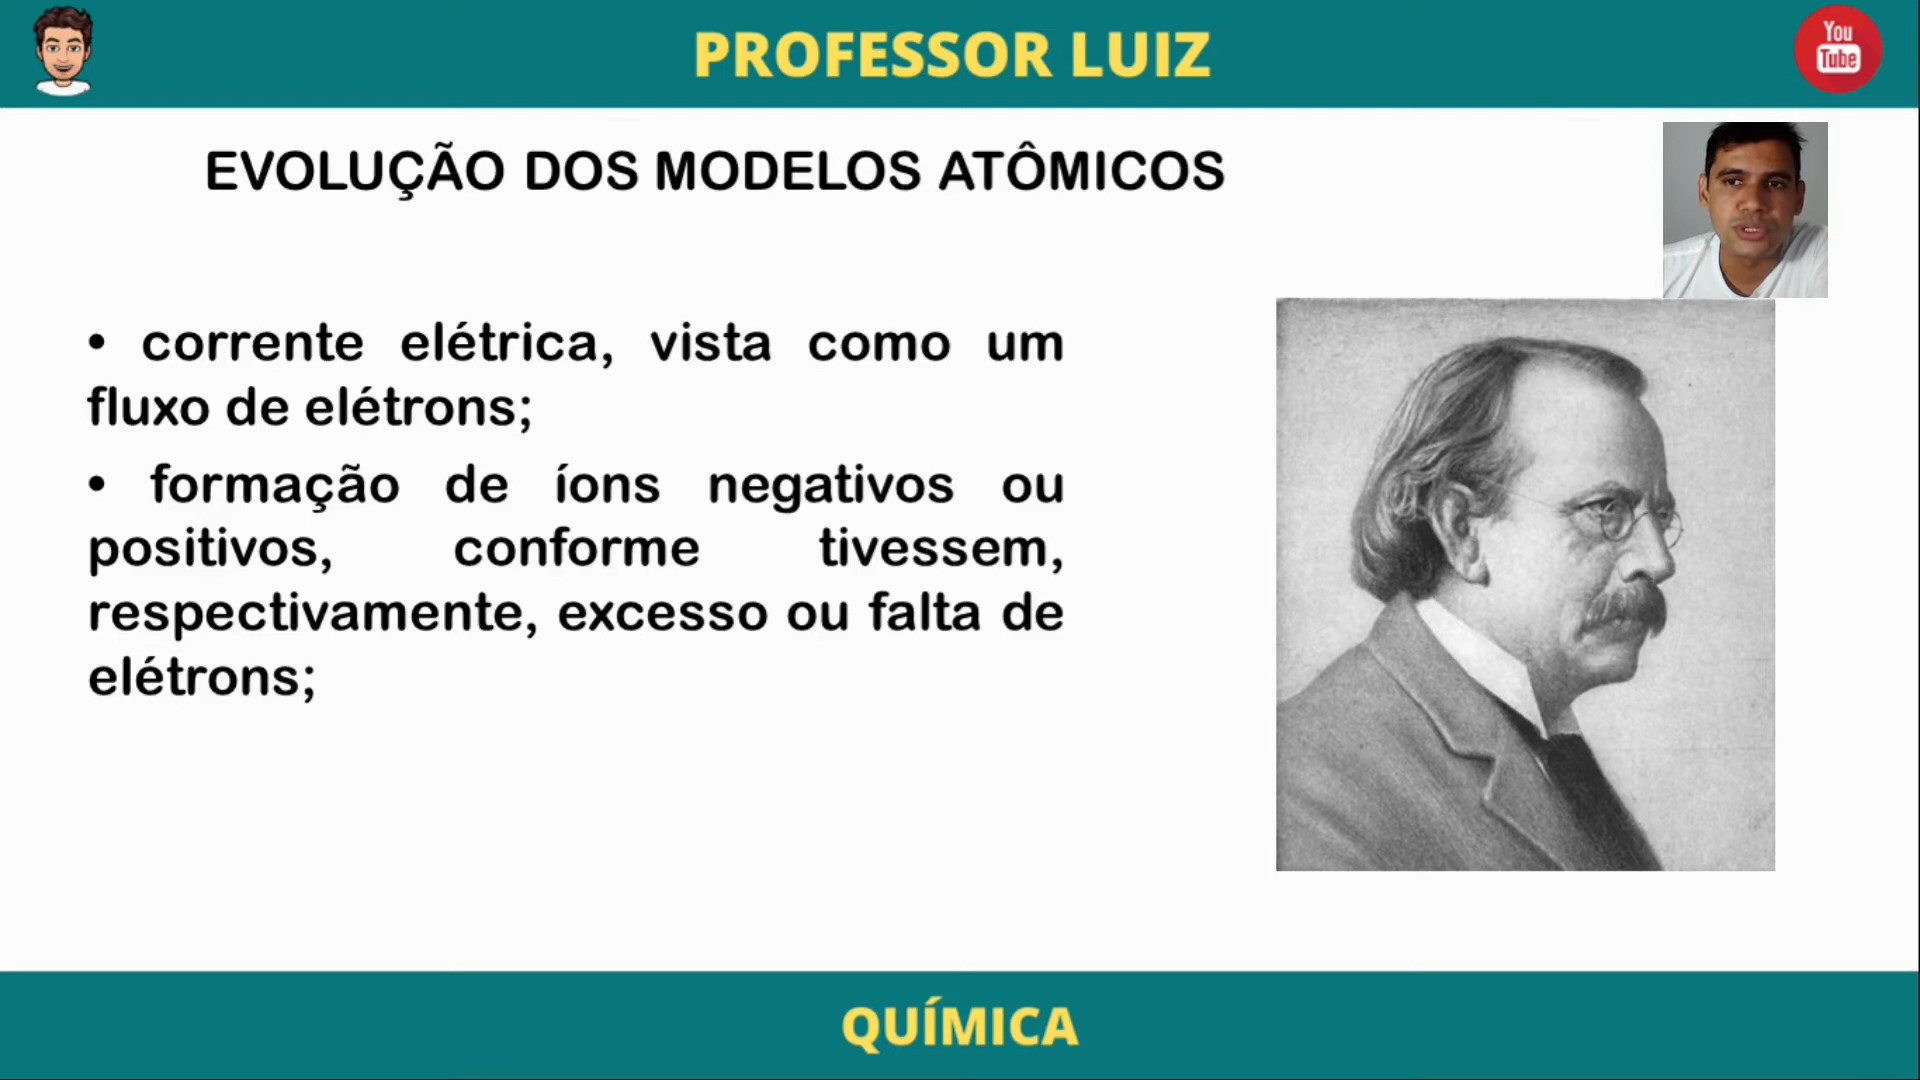 PROFESSOR LUIZ
You
Tube
EVOLUÇÃO DOS MODELOS ATÔMICOS
• corrente elétrica, vista como um
fluxo de elétrons;
• formação de íons negativos ou
positivos, conforme tivessem,
respectivamente, excesso ou falta de
elétrons;
QUÍMICA